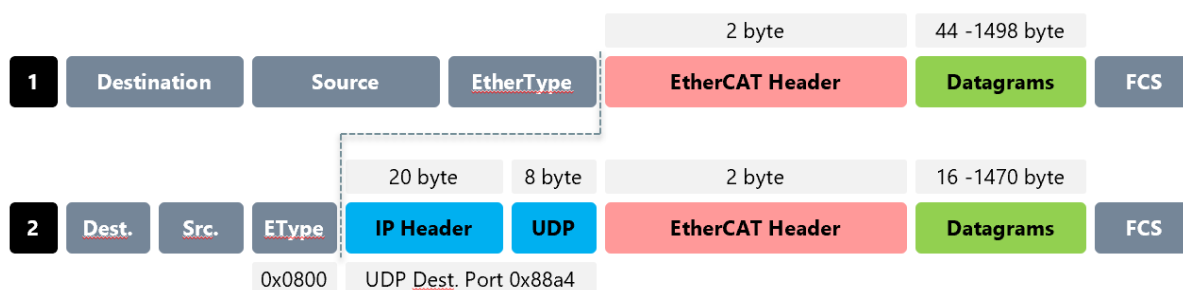 2 byte 44 -1498 byte
1 Destination Source EtherType EtherCAT Header Datagrams FCS
20 byte 8 byte 2 byte 16 -1470 byte
2 Dest. Src. EType IP Header UDP EtherCAT Header Datagrams FCS
0x0800 UDP Dest. Port 0x88a4